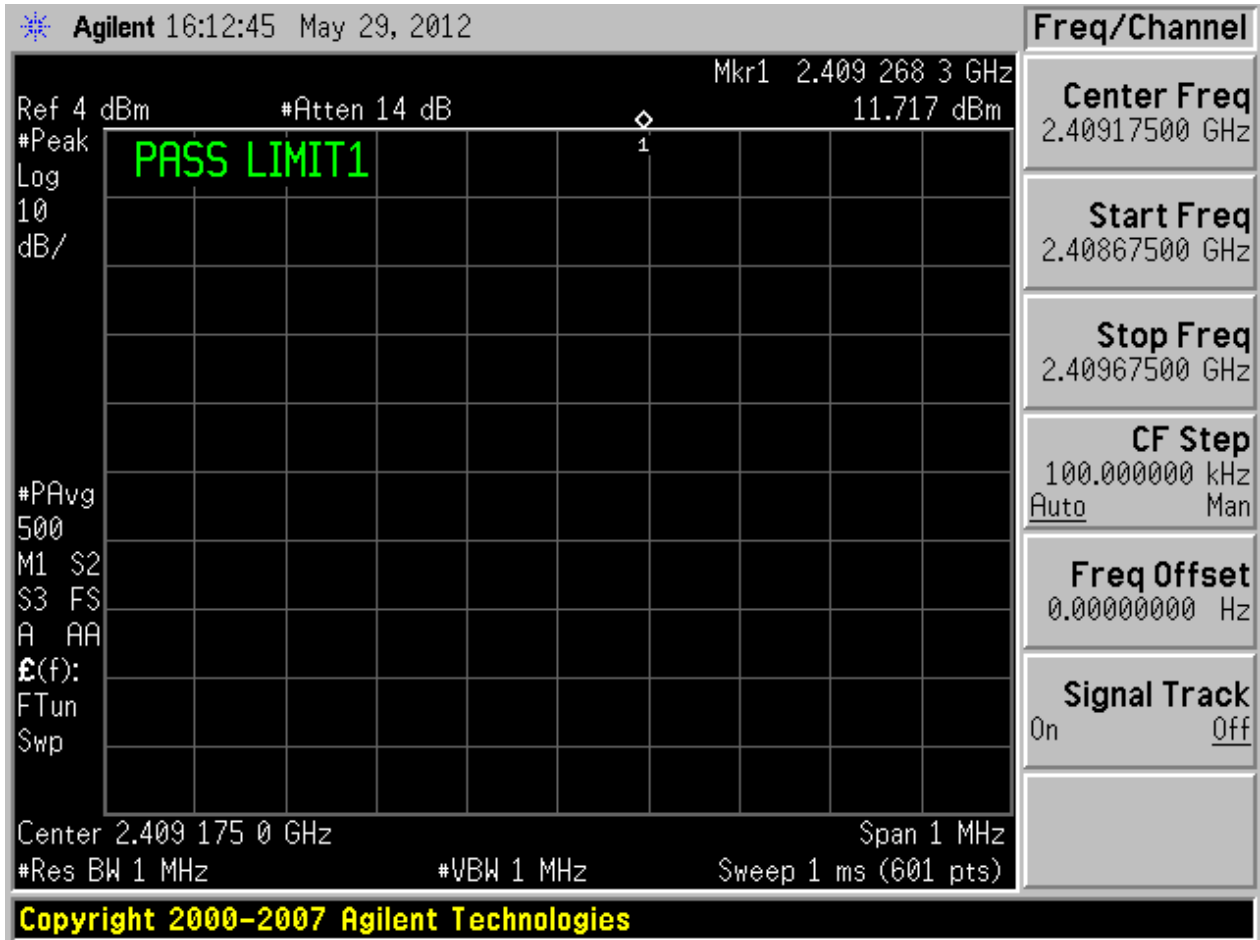 Agilent 16:12:45 May 29, 2012
Freq/Channel
Mkr1 2.409 268 3 GHz
Ref 4 dBm #Atten 14 dB 11.717 dBm
#Peak
Log
10
dB/
1
PASS LIMIT1
#PAvg
500
M1 S2
S3 FS
A AA
£(f):
FTun
Swp
Center 2.409 175 0 GHz Span 1 MHz
#Res BW 1 MHz #VBW 1 MHz Sweep 1 ms (601 pts)
Center Freq
2.40917500 GHz
Start Freq
2.40867500 GHz
Stop Freq
2.40967500 GHz
CF Step
100.000000 kHz
Auto Man
Freq Offset
0.00000000 Hz
Signal Track
On Off
Copyright 2000-2007 Agilent Technologies